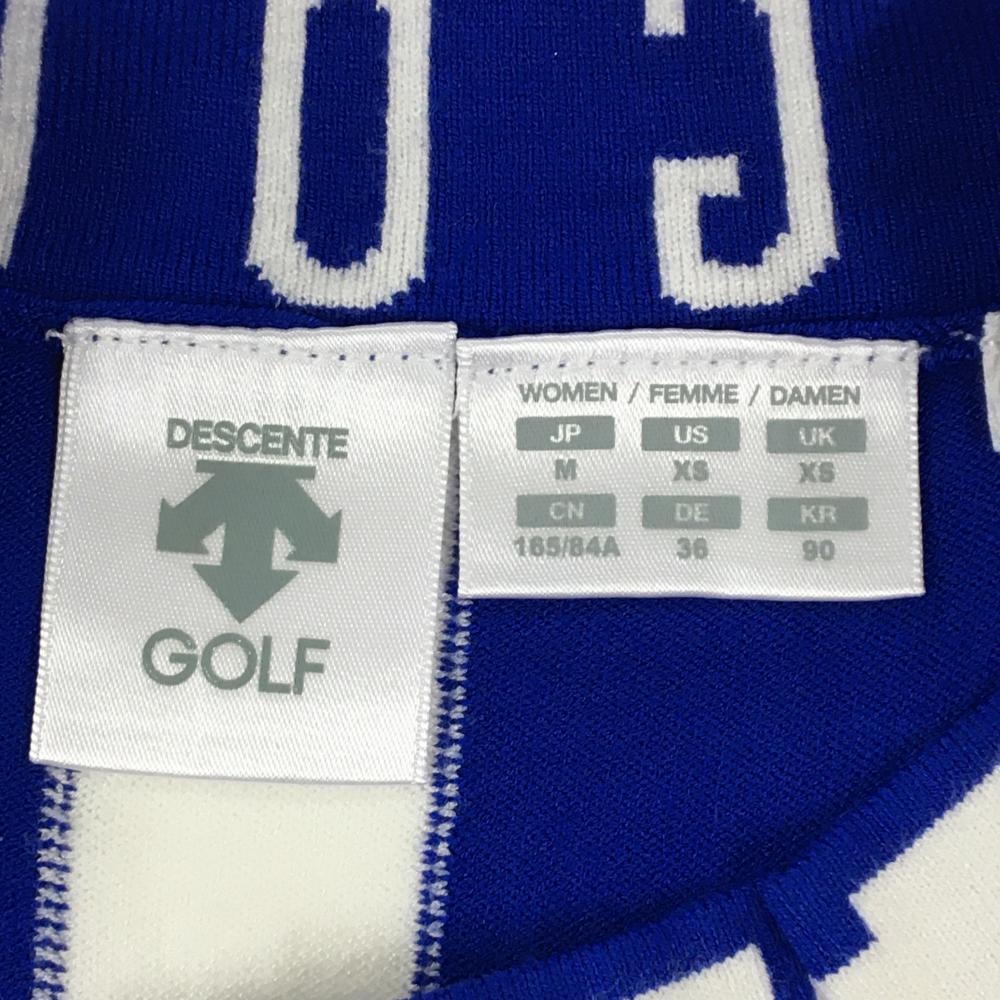 DESCENTE
GOLF
WOMEN / FEMME / DAMEN
JP US UK
M XS XS
CN DE KR
165/84A 36 90